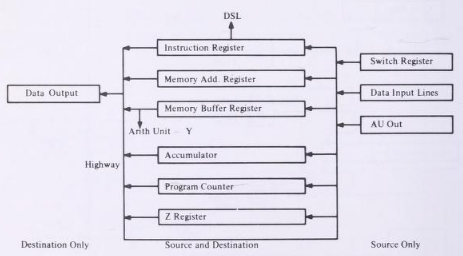 DSL
Instruction Register
Switch Register
Memory Add. Register
Data Output
Data Input Lines
Memory Buffer Register
AU Out
Arith Unit – Y
Accumulator
Highway
Program Counter
Z Register
Destination Only
Source and Destination
Source Only